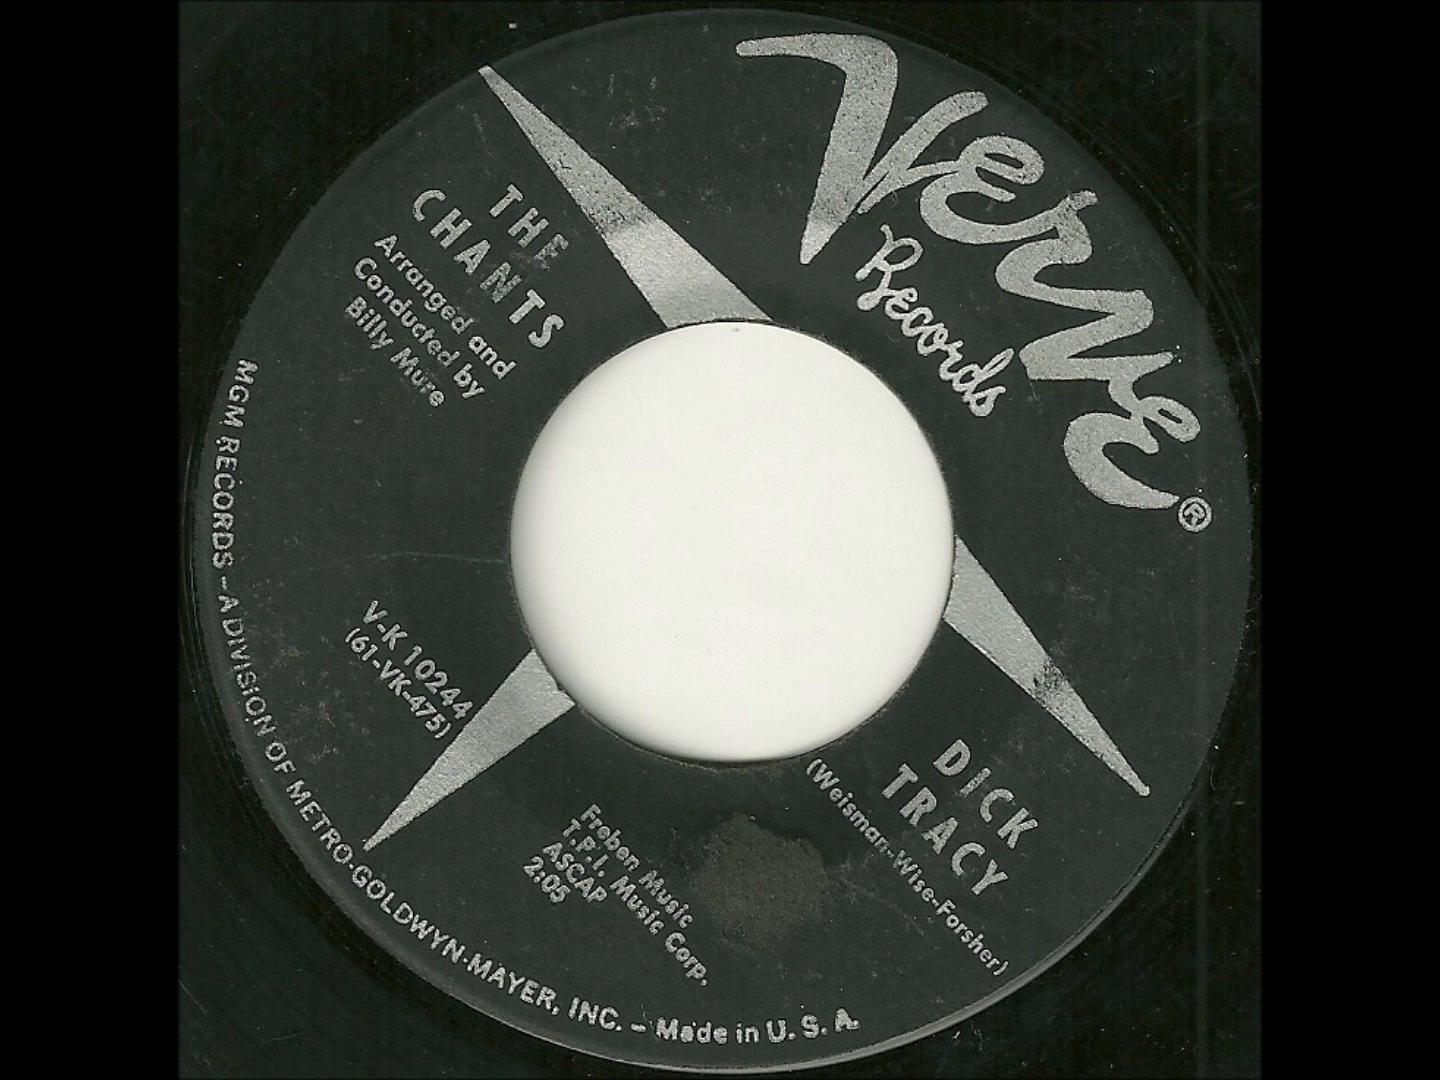 VERVE
Records
®
THE
CHANTS
Arranged and
Conducted by
Billy Mure
V-K 10244
(61-VK-475)
DICK
TRACY
(Weisman-Wise-Forsher)
Freben Music
T.P.I. Music Corp.
ASCAP
2:05
MGM RECORDS – A DIVISION OF METRO-GOLDWYN-MAYER, INC. – Made in U. S. A.